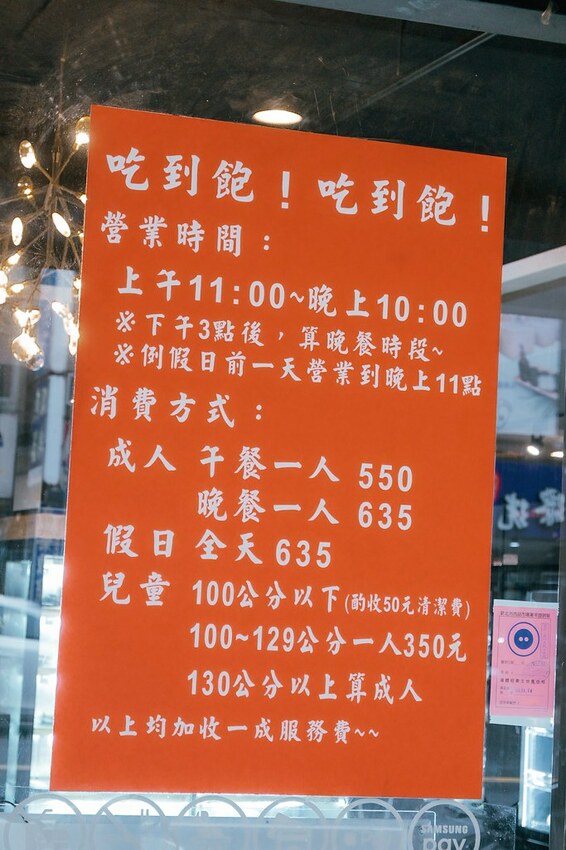 吃到飽！吃到飽！
營業時間：
上午11:00~晚上10:00
※下午3點後，算晚餐時段~
※例假日前一天營業到晚上11點
消費方式：
成人 午餐一人 550
晚餐一人 635
假日 全天 635
兒童 100公分以下(酌收50元清潔費)
100~129公分一人350元
130公分以上算成人
以上均加收一成服務費~~
SAMSUNG
pay